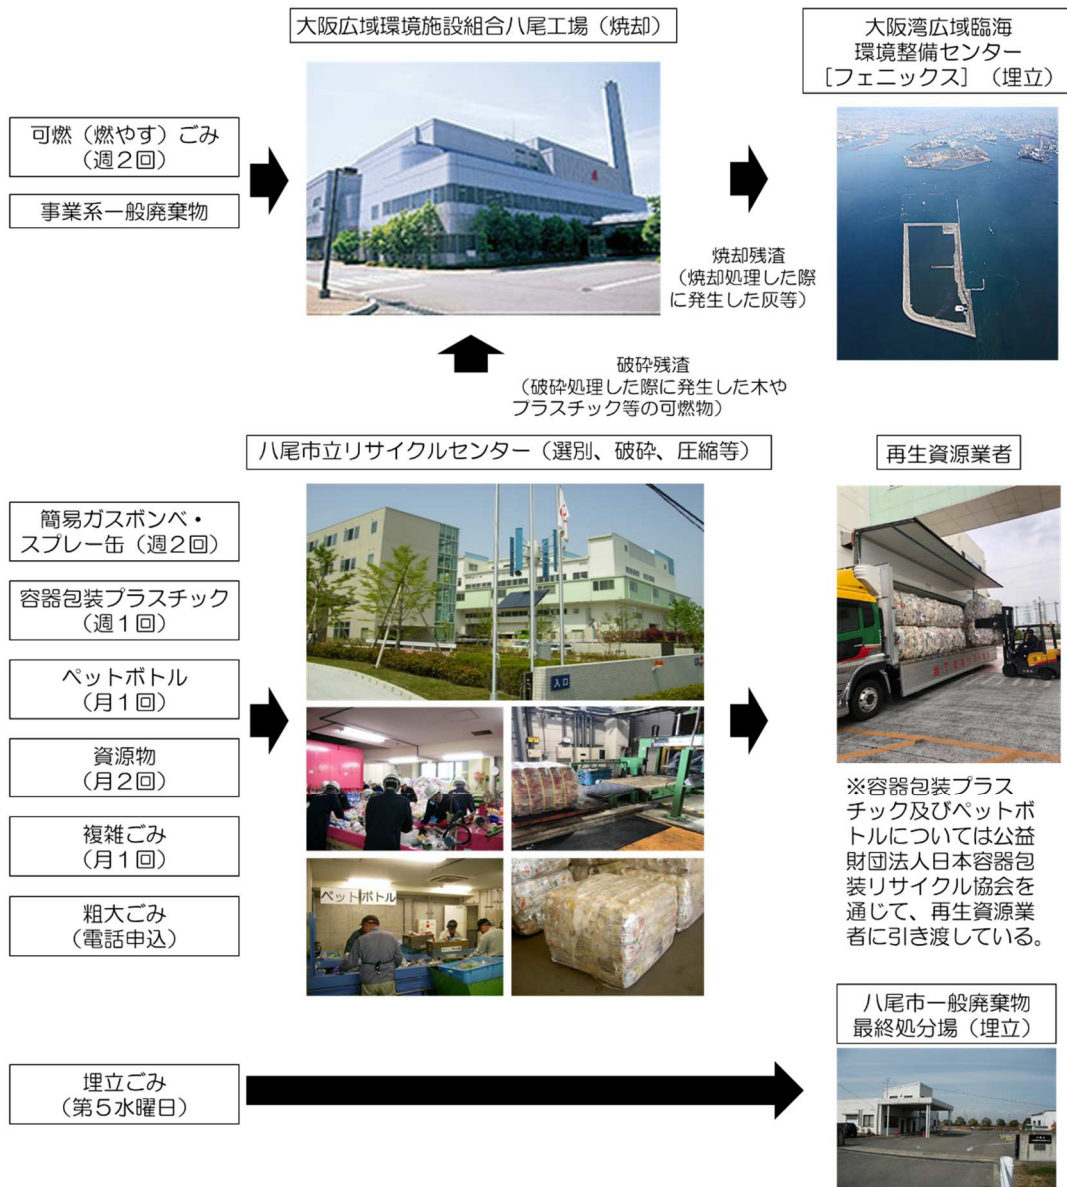 大阪広域環境施設組合八尾工場（焼却）
大阪湾広域臨海
環境整備センター
［フェニックス］（埋立）
可燃（燃やす）ごみ
（週２回）
事業系一般廃棄物
焼却残渣
（焼却処理した際
に発生した灰等）
破砕残渣
（破砕処理した際に発生した木や
プラスチック等の可燃物）
八尾市立リサイクルセンター（選別、破砕、圧縮等）
再生資源業者
簡易ガスボンベ・
スプレー缶（週２回）
容器包装プラスチック
（週１回）
ペットボトル
（月１回）
資源物
（月２回）
複雑ごみ
（月１回）
粗大ごみ
（電話申込）
入口
ペットボトル
※容器包装プラス
チック及びペットボ
トルについては公益
財団法人日本容器包
装リサイクル協会を
通じて、再生資源業
者に引き渡している。
八尾市一般廃棄物
最終処分場（埋立）
埋立ごみ
（第５水曜日）